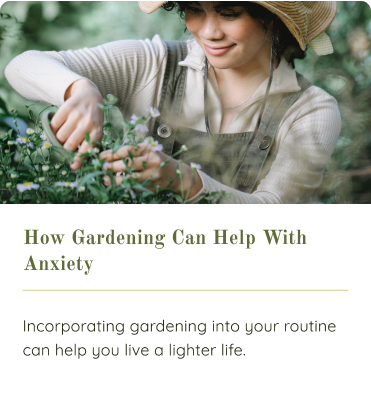 How Gardening Can Help With
Anxiety
Incorporating gardening into your routine
can help you live a lighter life.